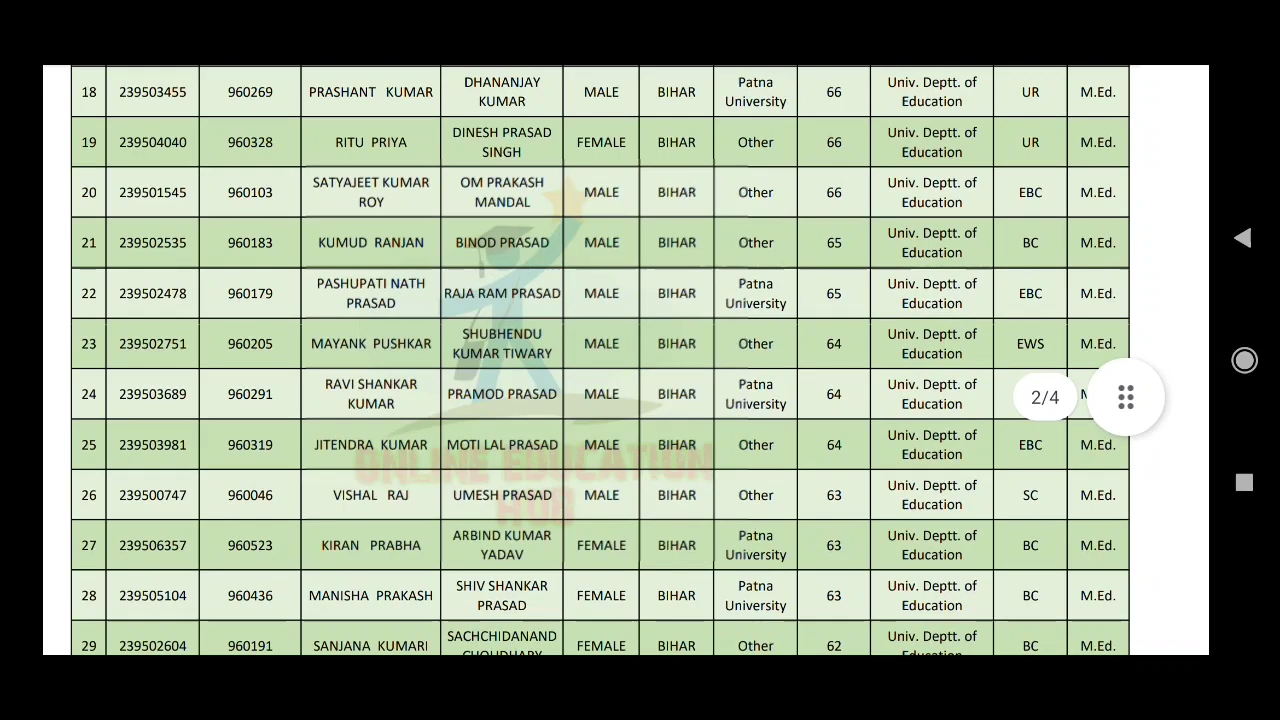 18 239503455 960269 PRASHANT KUMAR DHANANJAY KUMAR MALE BIHAR Patna University 66 Univ. Deptt. of Education UR M.Ed.
19 239504040 960328 RITU PRIYA DINESH PRASAD SINGH FEMALE BIHAR Other 66 Univ. Deptt. of Education UR M.Ed.
20 239501545 960103 SATYAJEET KUMAR ROY OM PRAKASH MANDAL MALE BIHAR Other 66 Univ. Deptt. of Education EBC M.Ed.
21 239502535 960183 KUMUD RANJAN BINOD PRASAD MALE BIHAR Other 65 Univ. Deptt. of Education BC M.Ed.
22 239502478 960179 PASHUPATI NATH PRASAD RAJA RAM PRASAD MALE BIHAR Patna University 65 Univ. Deptt. of Education EBC M.Ed.
23 239502751 960205 MAYANK PUSHKAR SHUBHENDU KUMAR TIWARY MALE BIHAR Other 64 Univ. Deptt. of Education EWS M.Ed.
24 239503689 960291 RAVI SHANKAR KUMAR PRAMOD PRASAD MALE BIHAR Patna University 64 Univ. Deptt. of Education
2/4
25 239503981 960319 JITENDRA KUMAR MOTI LAL PRASAD MALE BIHAR Other 64 Univ. Deptt. of Education EBC M.Ed.
ONLINE EDUCATION
HUB
26 239500747 960046 VISHAL RAJ UMESH PRASAD MALE BIHAR Other 63 Univ. Deptt. of Education SC M.Ed.
27 239506357 960523 KIRAN PRABHA ARBIND KUMAR YADAV FEMALE BIHAR Patna University 63 Univ. Deptt. of Education BC M.Ed.
28 239505104 960436 MANISHA PRAKASH SHIV SHANKAR PRASAD FEMALE BIHAR Patna University 63 Univ. Deptt. of Education BC M.Ed.
29 239502604 960191 SANJANA KUMARI SACHCHIDANAND FEMALE BIHAR Other 62 Univ. Deptt. of Education BC M.Ed.